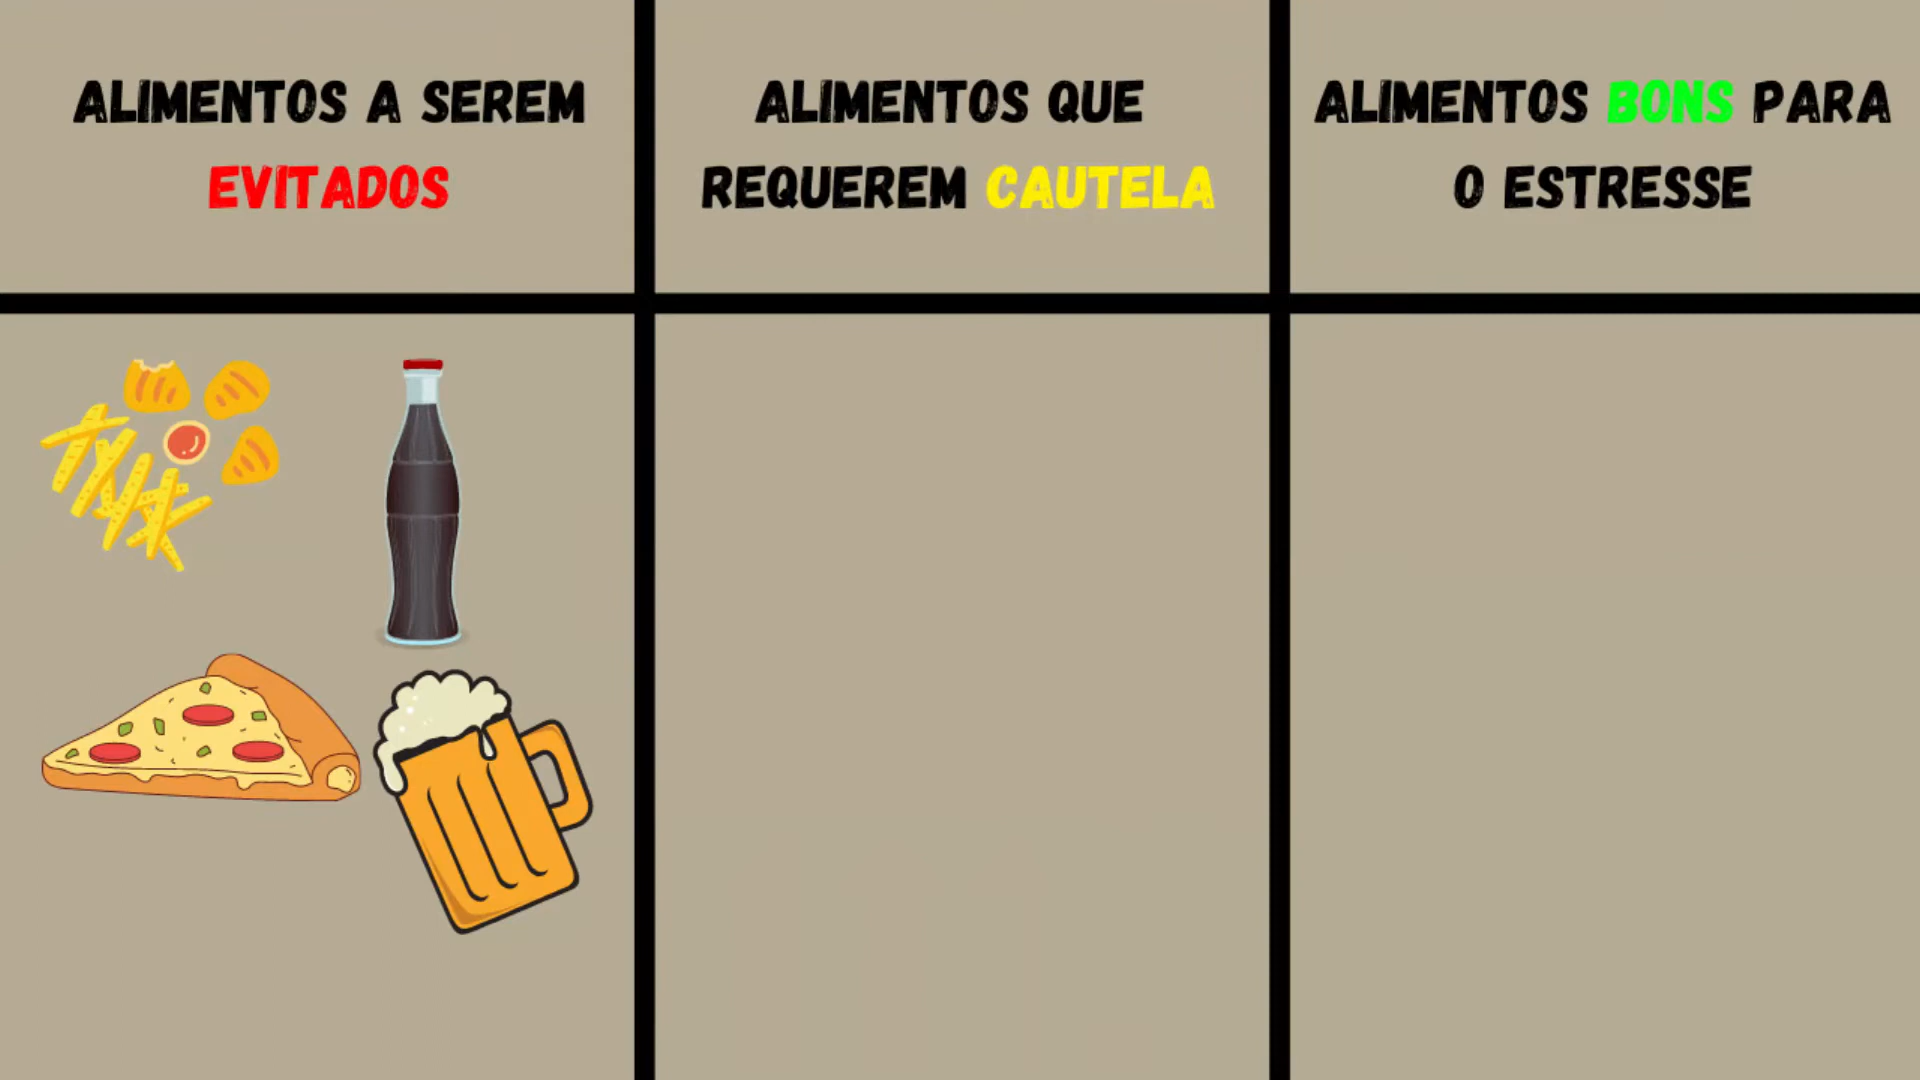 ALIMENTOS A SEREM
EVITADOS
ALIMENTOS QUE
REQUEREM CAUTELA
ALIMENTOS BONS PARA
O ESTRESSE